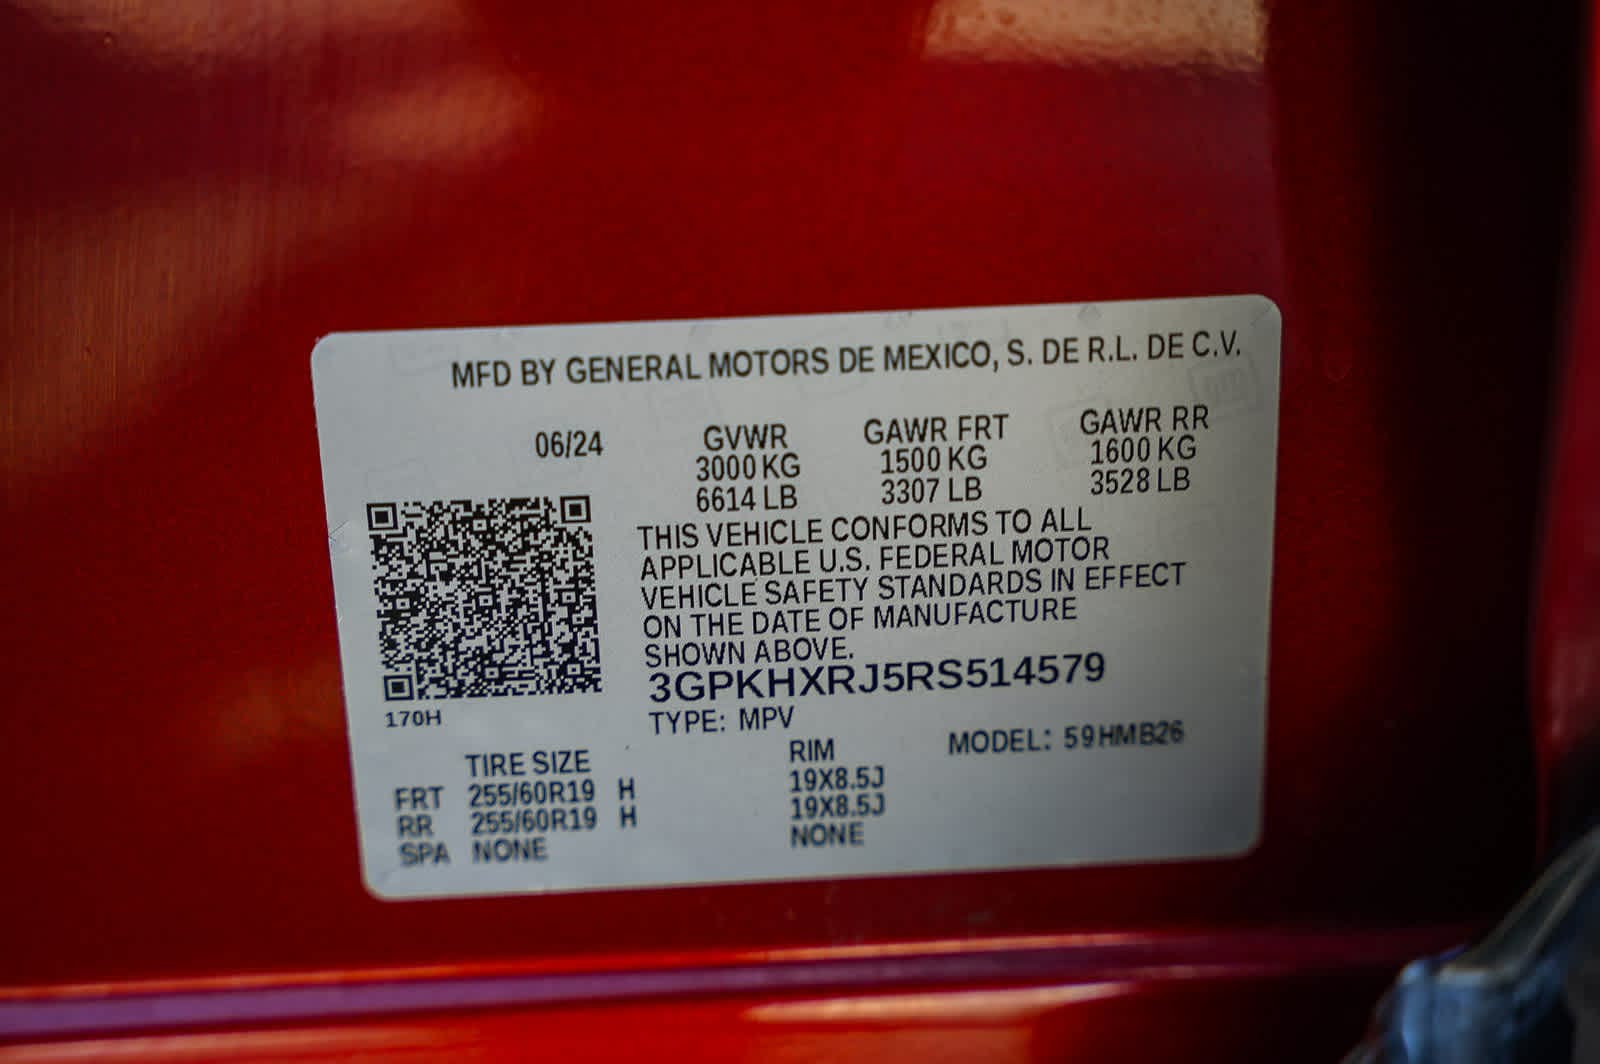 MFD BY GENERAL MOTORS DE MEXICO, S. DE R.L. DE C.V.
06/24 GVWR GAWR FRT GAWR RR
3000 KG 1500 KG 1600 KG
6614 LB 3307 LB 3528 LB
THIS VEHICLE CONFORMS TO ALL
APPLICABLE U.S. FEDERAL MOTOR
VEHICLE SAFETY STANDARDS IN EFFECT
ON THE DATE OF MANUFACTURE
SHOWN ABOVE.
3GPKHXRJ5RS514579
170H
TYPE: MPV
MODEL: 59HMB26
TIRE SIZE RIM
FRT 255/60R19 H 19X8.5J
RR 255/60R19 H 19X8.5J
SPA NONE NONE